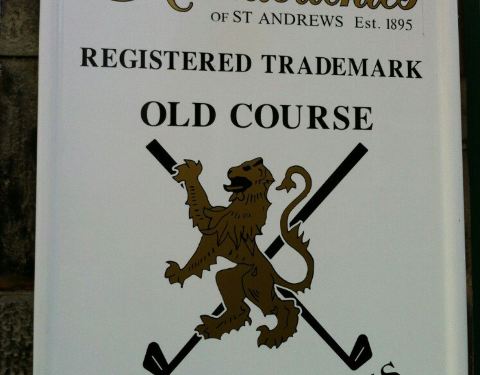 OF ST ANDREWS Est. 1895
REGISTERED TRADEMARK
OLD COURSE